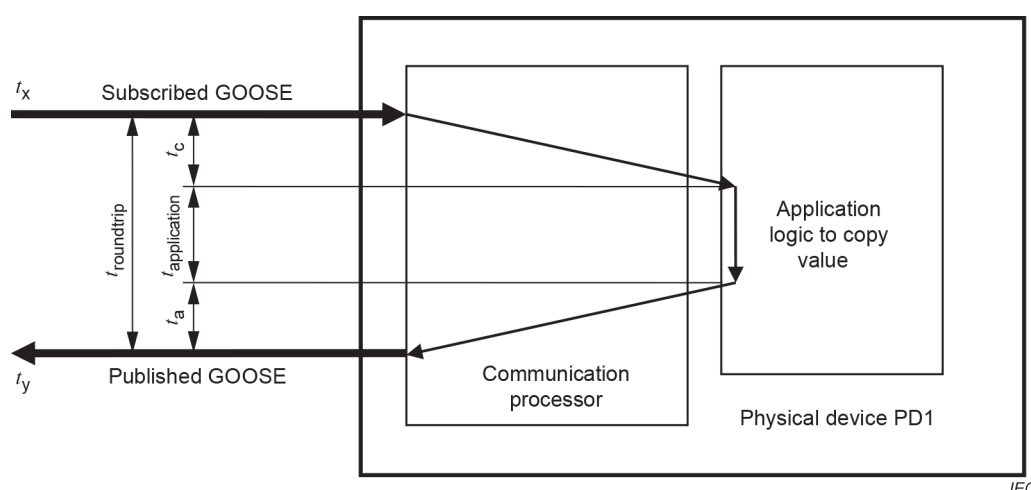 tx
Subscribed GOOSE
tc
tapplication
troundtrip
ta
Application
logic to copy
value
Published GOOSE
ty
Communication
processor
Physical device PD1